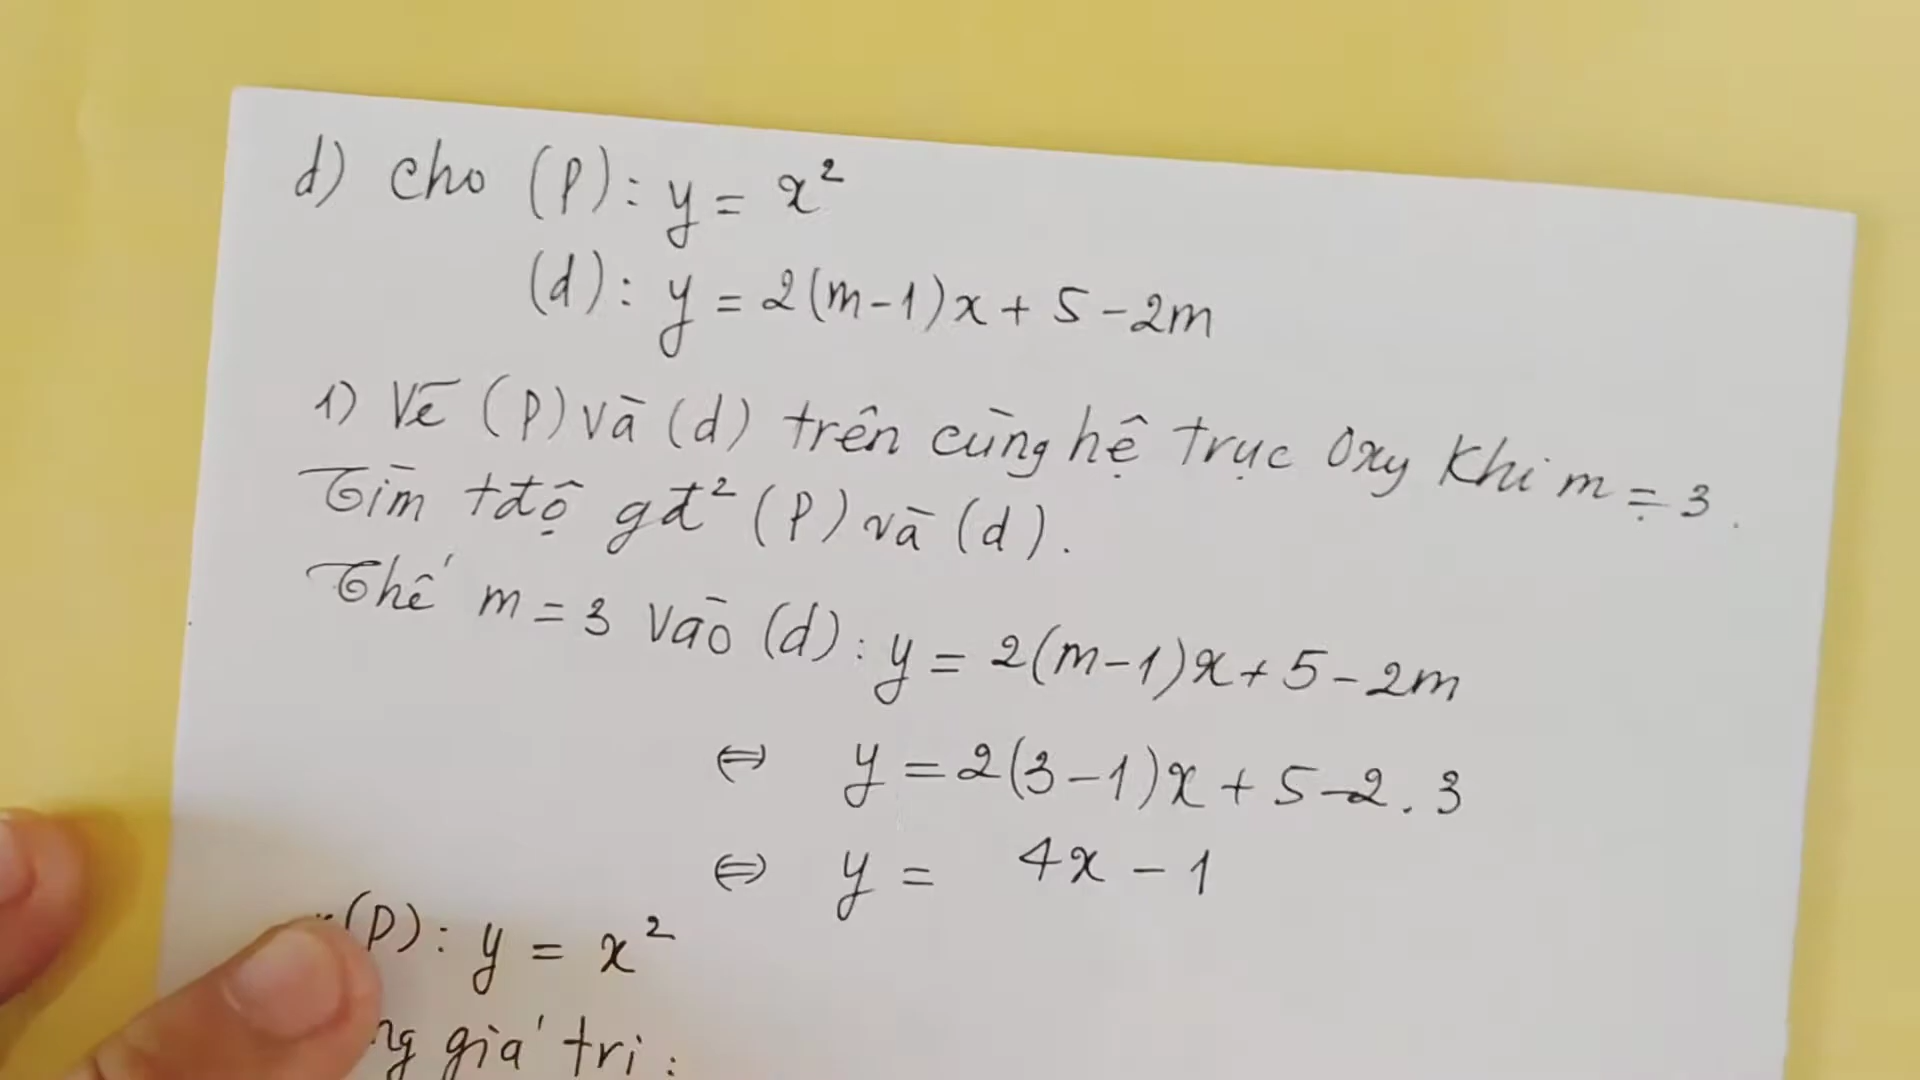 d) Cho (P): y = x²
(d): y = 2(m-1)x + 5 - 2m
1) Vẽ (P) và (d) trên cùng hệ trục Oxy khi m = 3.
Tìm tđộ gđ² (P) và (d).
Thế m = 3 vào (d): y = 2(m-1)x + 5 - 2m
⇔ y = 2(3-1)x + 5 - 2.3
⇔ y = 4x - 1
(P): y = x²
giá trị: